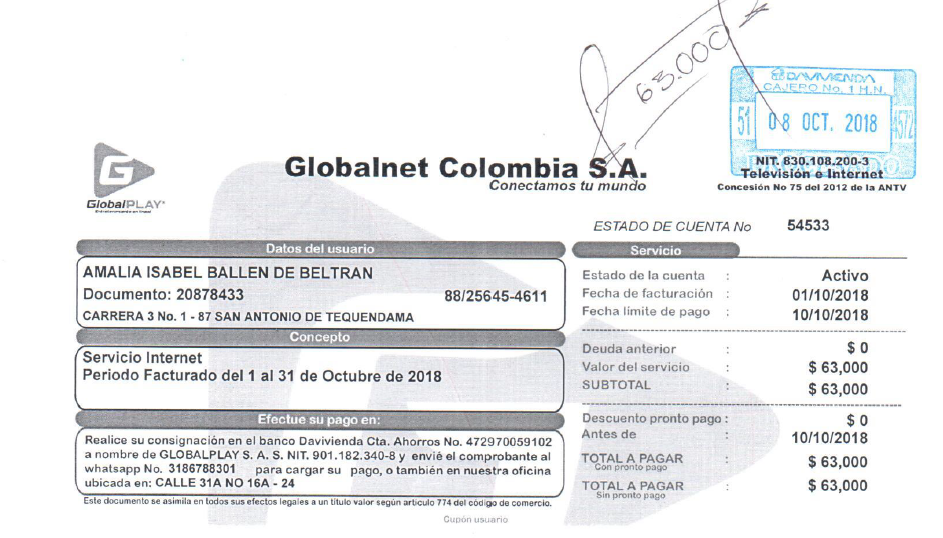 63.000
DAVIVIENDA
CAJERO No. 1 H.N.
51 08 OCT. 2018 4572
GlobalPLAY
Globalnet Colombia S.A.
Conectamos tu mundo
NIT. 830.108.200-3
Televisión e Internet
Concesión No 75 del 2012 de la ANTV
ESTADO DE CUENTA No 54533
Datos del usuario
AMALIA ISABEL BALLEN DE BELTRAN
Documento: 20878433 88/25645-4611
CARRERA 3 No. 1 - 87 SAN ANTONIO DE TEQUENDAMA
Concepto
Servicio Internet
Periodo Facturado del 1 al 31 de Octubre de 2018
Efectue su pago en:
Realice su consignación en el banco Davivienda Cta. Ahorros No. 472970059102
a nombre de GLOBALPLAY S. A. S. NIT. 901.182.340-8 y envié el comprobante al
whatsapp No. 3186788301 para cargar su pago, o también en nuestra oficina
ubicada en: CALLE 31A NO 16A - 24
Este documento se asimila en todos sus efectos legales a un título valor según articulo 774 del código de comercio.
Cupón usuario
Servicio
Estado de la cuenta : Activo
Fecha de facturación : 01/10/2018
Fecha límite de pago : 10/10/2018
Deuda anterior : $ 0
Valor del servicio : $ 63,000
SUBTOTAL : $ 63,000
Descuento pronto pago : $ 0
Antes de : 10/10/2018
TOTAL A PAGAR : $ 63,000
Con pronto pago
TOTAL A PAGAR : $ 63,000
Sin pronto pago